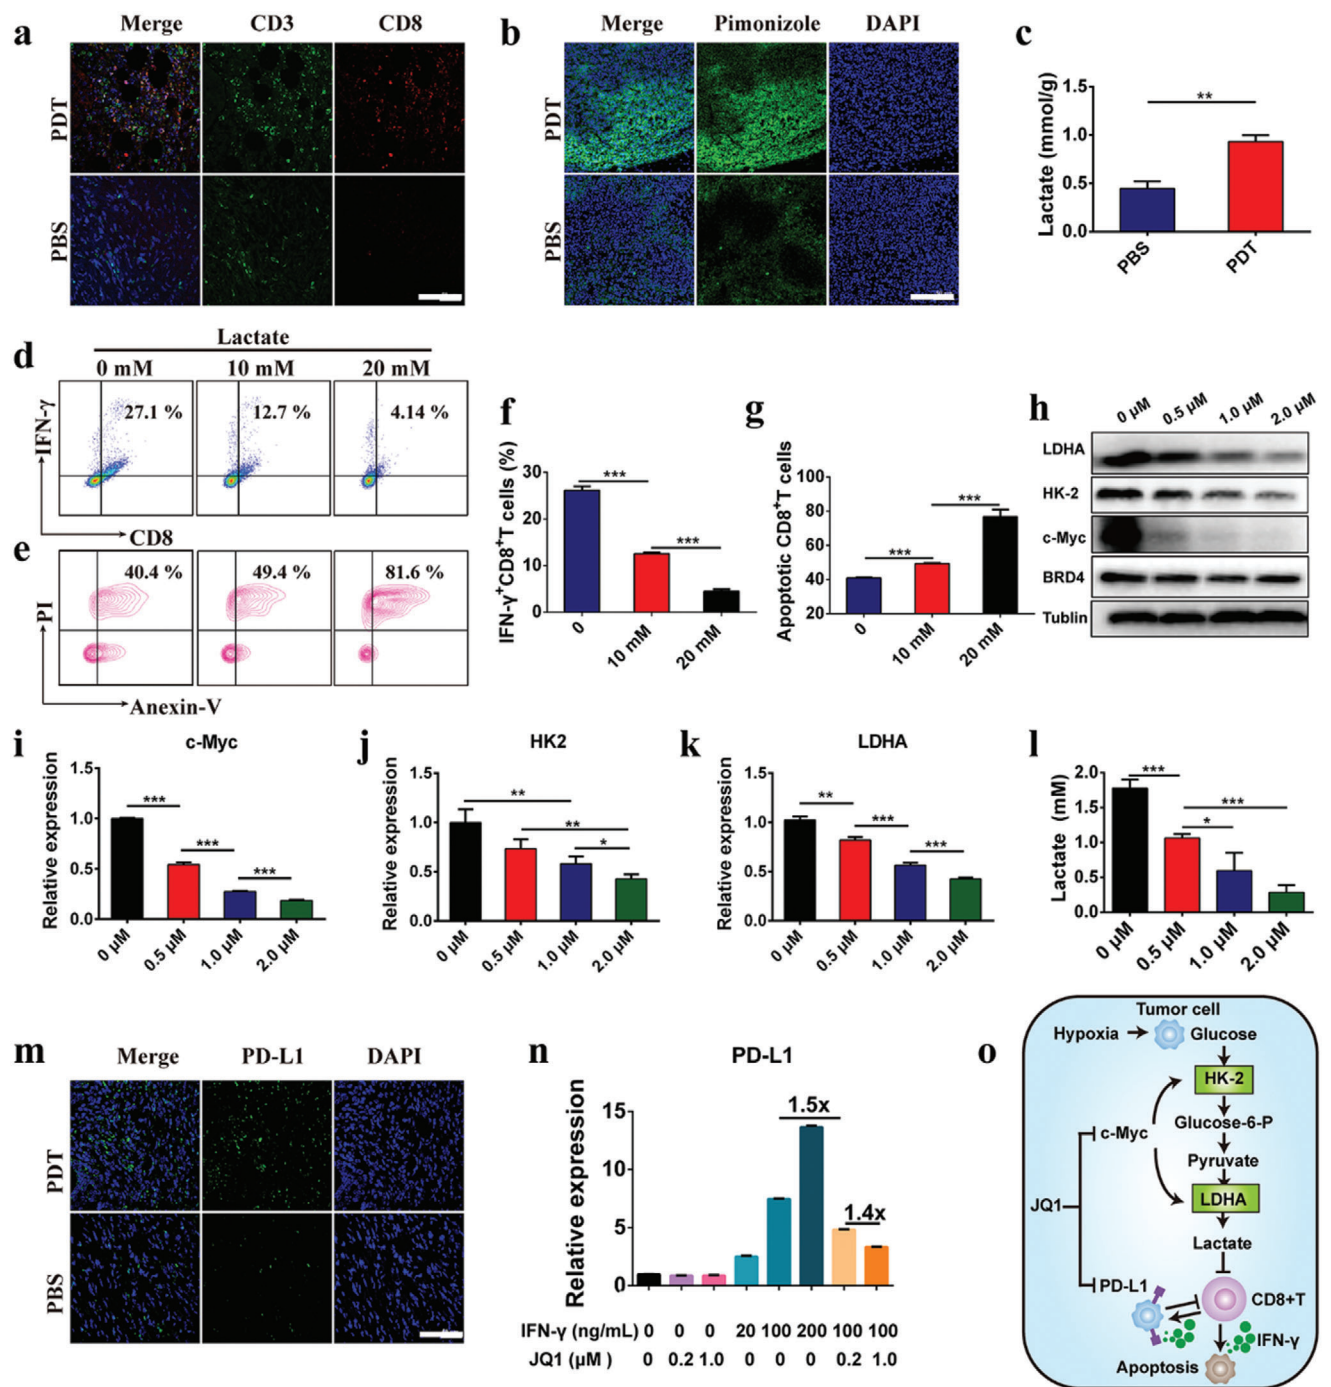 a
Merge CD3 CD8
PDT
PBS
b
Merge Pimonizole DAPI
PDT
PBS
c
Lactate (mmol/g)
1.5
1.0
0.5
0.0
**
PBS PDT
d
Lactate
0 mM 10 mM 20 mM
27.1 % 12.7 % 4.14 %
IFN-γ
CD8
e
40.4 % 49.4 % 81.6 %
PI
Anexin-V
f
IFN-γ+CD8+T cells (%)
30
20
10
0
*** ***
0 10 mM 20 mM
g
Apoptotic CD8+T cells
100
80
60
40
20
*** ***
0 10 mM 20 mM
h
0 μM 0.5 μM 1.0 μM 2.0 μM
LDHA
HK-2
c-Myc
BRD4
Tublin
i
c-Myc
Relative expression
1.5
1.0
0.5
0.0
*** *** ***
0 μM 0.5 μM 1.0 μM 2.0 μM
j
HK2
Relative expression
1.5
1.0
0.5
0.0
** ** *
0 μM 0.5 μM 1.0 μM 2.0 μM
k
LDHA
Relative expression
1.5
1.0
0.5
0.0
** *** ***
0 μM 0.5 μM 1.0 μM 2.0 μM
l
Lactate (mM)
2.0
1.5
1.0
0.5
0.0
*** *** *
0 μM 0.5 μM 1.0 μM 2.0 μM
m
Merge PD-L1 DAPI
PDT
PBS
n
PD-L1
Relative expression
15
10
5
0
1.5x
1.4x
IFN-γ (ng/mL) 0 0 0 20 100 200 100 100
JQ1 (μM ) 0 0.2 1.0 0 0 0 0.2 1.0
o
Tumor cell
Hypoxia Glucose
HK-2
Glucose-6-P
c-Myc
Pyruvate
LDHA
JQ1
Lactate
PD-L1
CD8+T
IFN-γ
Apoptosis